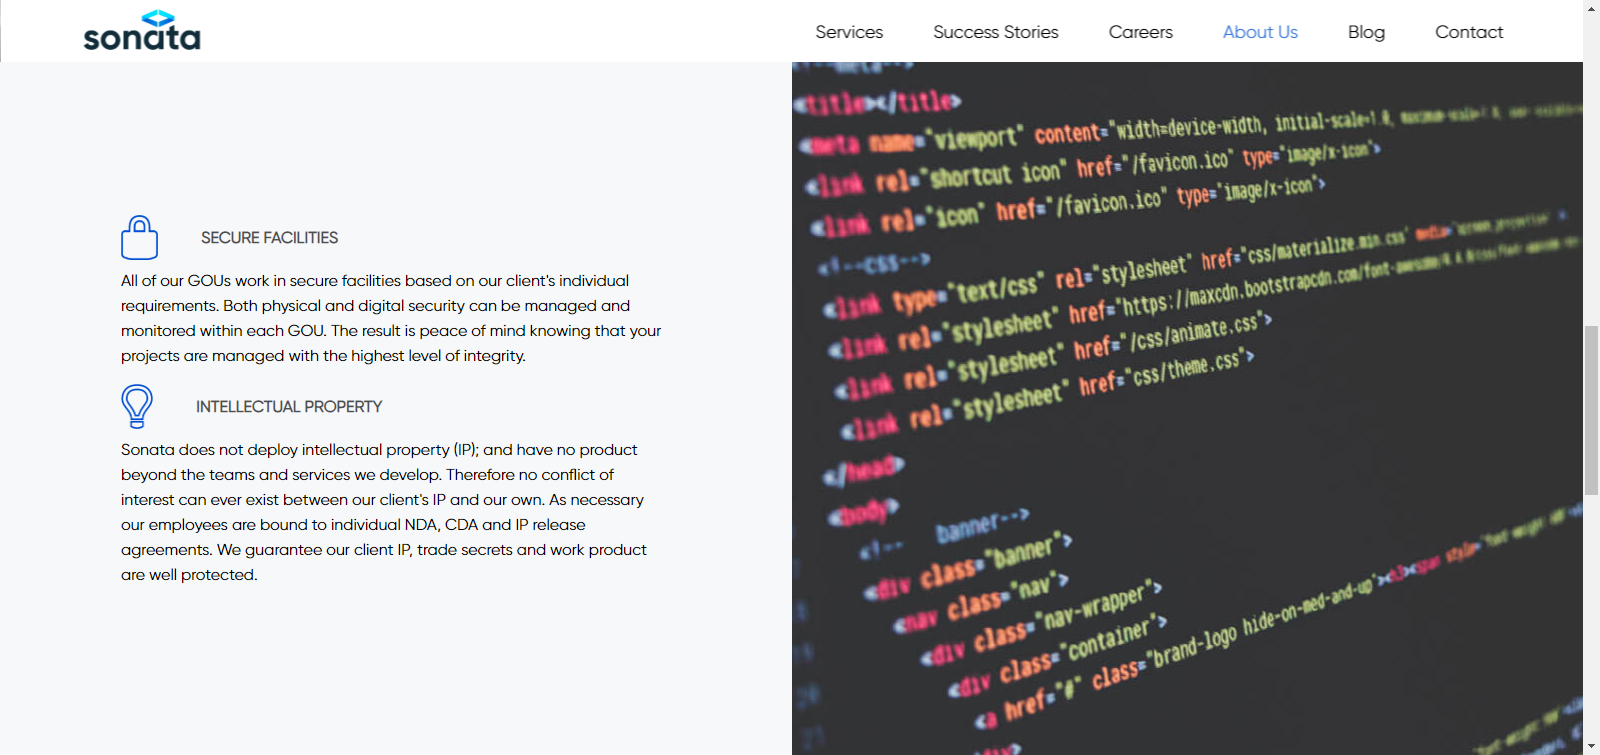 sonata
Services Success Stories Careers About Us Blog Contact
SECURE FACILITIES
All of our GOUs work in secure facilities based on our client's individual
requirements. Both physical and digital security can be managed and
monitored within each GOU. The result is peace of mind knowing that your
projects are managed with the highest level of integrity.
INTELLECTUAL PROPERTY
Sonata does not deploy intellectual property (IP); and have no product
beyond the teams and services we develop. Therefore no conflict of
interest can ever exist between our client's IP and our own. As necessary
our employees are bound to individual NDA, CDA and IP release
agreements. We guarantee our client IP, trade secrets and work product
are well protected.
<!--meta-->
<title></title>
<meta name="viewport" content="width=device-width, initial-scale=1.0,
<link rel="shortcut icon" href="/favicon.ico" type="image/x-icon">
<link rel="icon" href="/favicon.ico" type="image/x-icon">
<!--css-->
<link type="text/css" rel="stylesheet" href="css/materialize.min.css" media="screen,projection"
<link rel="stylesheet" href="https://maxcdn.bootstrapcdn.com/font-awesome/4.
<link rel="stylesheet" href="/css/animate.css">
<link rel="stylesheet" href="css/theme.css">
</head>
<body>
<!-- banner-->
<div class="banner">
<nav class="nav">
<div class="nav-wrapper">
<div class="container">
<a href="#" class="brand-logo hide-on-med-and-up"><h3><span style="font-weight:
</div>